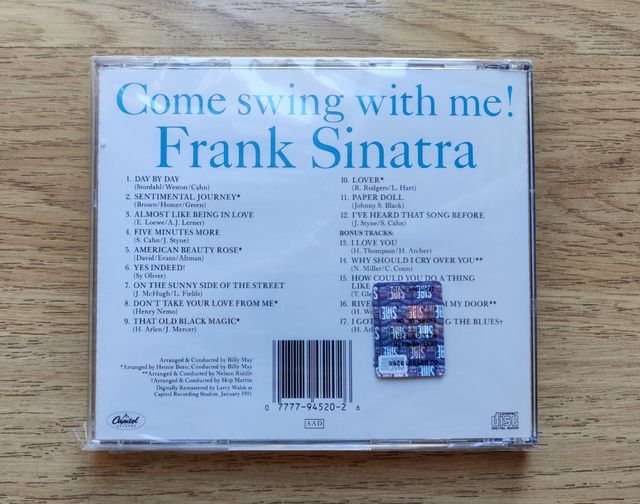 Come swing with me!
Frank Sinatra
1. DAY BY DAY
(Stordahl/Weston/Cahn)
2. SENTIMENTAL JOURNEY*
(Brown/Homer/Green)
3. ALMOST LIKE BEING IN LOVE
(F. Loewe/A.J. Lerner)
4. FIVE MINUTES MORE
(S. Cahn/J. Styne)
5. AMERICAN BEAUTY ROSE*
(David/Evans/Altman)
6. YES INDEED!
(Sy Oliver)
7. ON THE SUNNY SIDE OF THE STREET
(J. McHugh/L. Fields)
8. DON'T TAKE YOUR LOVE FROM ME*
(Henry Nemo)
9. THAT OLD BLACK MAGIC*
(H. Arlen/J. Mercer)
10. LOVER*
(R. Rodgers/L. Hart)
11. PAPER DOLL
(Johnny S. Black)
12. I'VE HEARD THAT SONG BEFORE
(J. Styne/S. Cahn)
BONUS TRACKS:
13. I LOVE YOU
(H. Thompson/H. Archer)
14. WHY SHOULD I CRY OVER YOU**
(N. Miller/C. Conn)
15. HOW COULD YOU DO A THING
LIKE
(T. Gle
16. RIVE M MY DOOR**
(H. W
17. I GOT NG THE BLUES†
(H. A
Arranged & Conducted by Billy May
*Arranged by Heinie Beau; Conducted by Billy May
**Arranged & Conducted by Nelson Riddle
†Arranged & Conducted by Skip Martin
Digitally Remastered by Larry Walsh at
Capitol Recording Studios, January 1991
0 7777-94520-2 6
AAD
Capitol
RECORDS
COMPACT
disc
DIGITAL AUDIO
SIAE